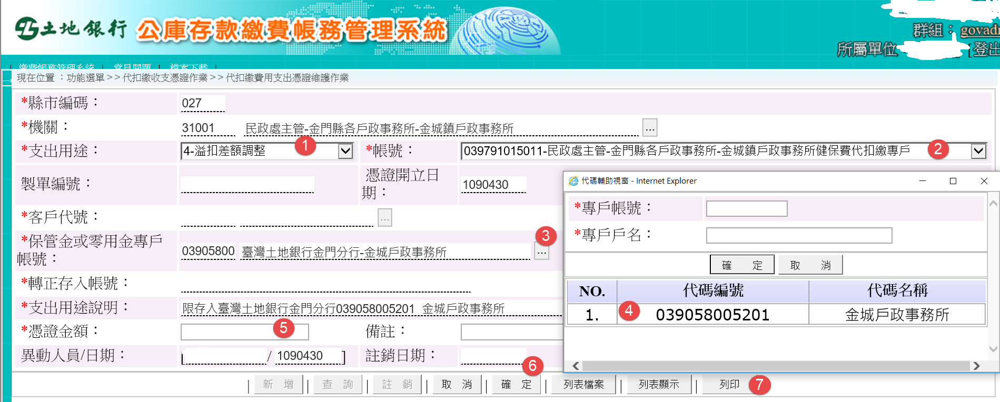 土地銀行 公庫存款繳費帳務管理系統
群組： govadm
所屬單位
[登出
| 繳費帳務管理系統 | 常見問題 | 檔案下載 |
現在位置 ：功能選單>>代扣繳收支憑證作業>>代扣繳費用支出憑證維護作業
*縣市編碼： 027
*機關： 31001 民政處主管-金門縣各戶政事務所-金城鎮戶政事務所 ...
*支出用途： 4-溢扣差額調整 1 *帳號： 039791015011-民政處主管-金門縣各戶政事務所-金城鎮戶政事務所健保費代扣繳專戶 2
製單編號： 憑證開立日期： 1090430
*客戶代號： ...
*保管金或零用金專戶帳號： 03905800 臺灣土地銀行金門分行-金城戶政事務所 ... 3
*轉正存入帳號：
*支出用途說明： 限存入臺灣土地銀行金門分行039058005201 金城戶政事務所
*憑證金額： 5 備註：
異動人員/日期： [ / 1090430 ] 註銷日期：
6
| 新 增 | 查 詢 | 註 銷 | 取 消 | 確 定 | 列表檔案 | 列表顯示 | 列印 7
代碼輔助視窗 - Internet Explorer
*專戶帳號：
*專戶戶名：
確 定 取 消
NO. 代碼編號 代碼名稱
1. 4 039058005201 金城戶政事務所